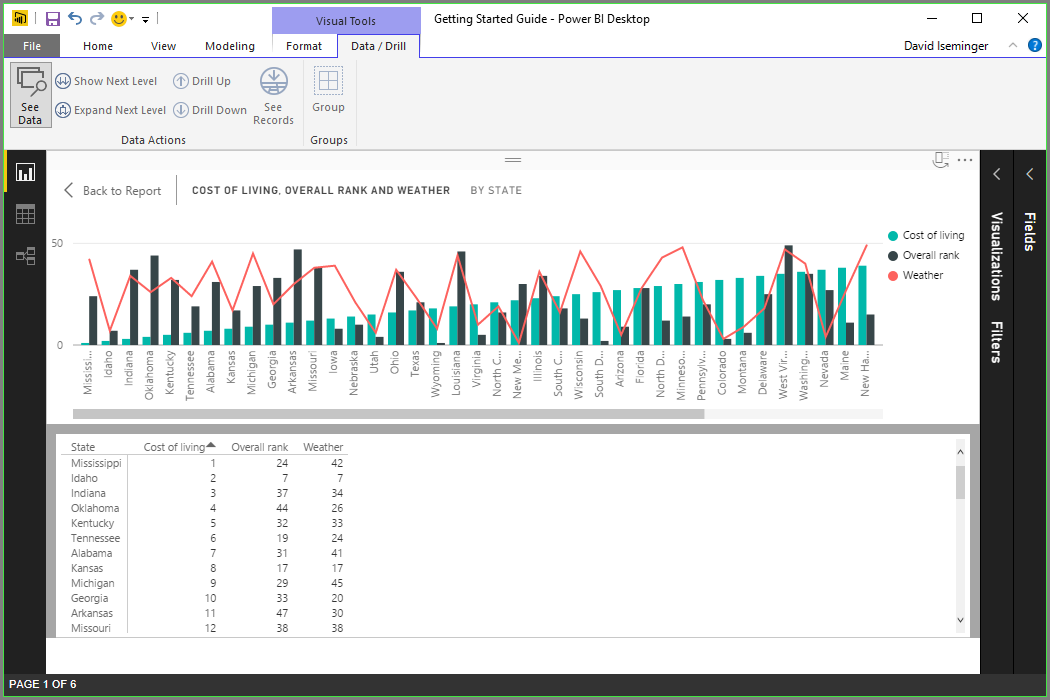 Visual Tools
Getting Started Guide - Power BI Desktop
File Home View Modeling Format Data / Drill David Iseminger ?
See Data
Show Next Level
Expand Next Level
Drill Up
Drill Down
See Records
Group
Data Actions
Groups
Back to Report
COST OF LIVING, OVERALL RANK AND WEATHER BY STATE
50
0
Cost of living
Overall rank
Weather
Mississi...
Idaho
Indiana
Oklahoma
Kentucky
Tennessee
Alabama
Kansas
Michigan
Georgia
Arkansas
Missouri
Iowa
Nebraska
Utah
Ohio
Texas
Wyoming
Louisiana
Virginia
North C...
New Me...
Illinois
South C...
Wisconsin
South D...
Arizona
Florida
North D...
Minneso...
Pennsylv...
Colorado
Montana
Delaware
West Vir...
Washing...
Nevada
Maine
New Ha...
Visualizations
Filters
Fields
State Cost of living Overall rank Weather
Mississippi 1 24 42
Idaho 2 7 7
Indiana 3 37 34
Oklahoma 4 44 26
Kentucky 5 32 33
Tennessee 6 19 24
Alabama 7 31 41
Kansas 8 17 17
Michigan 9 29 45
Georgia 10 33 20
Arkansas 11 47 30
Missouri 12 38 38
PAGE 1 OF 6